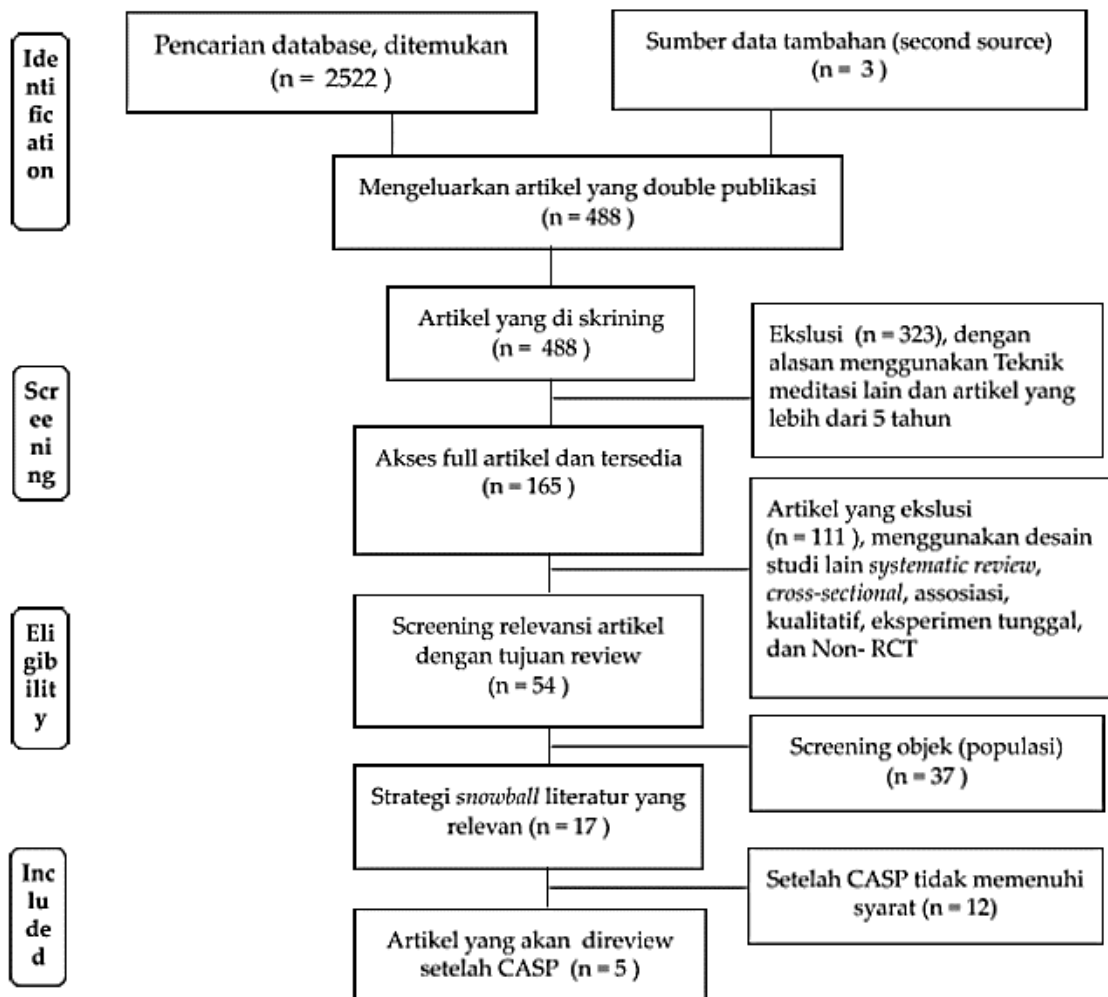 Ide
nti
fic
ati
on
Pencarian database, ditemukan
(n = 2522 )
Sumber data tambahan (second source)
(n = 3 )
Mengeluarkan artikel yang double publikasi
(n = 488 )
Scr
ee
ni
ng
Artikel yang di skrining
(n = 488 )
Ekslusi (n = 323), dengan
alasan menggunakan Teknik
meditasi lain dan artikel yang
lebih dari 5 tahun
Akses full artikel dan tersedia
(n = 165 )
Artikel yang ekslusi
(n = 111 ), menggunakan desain
studi lain systematic review,
cross-sectional, assosiasi,
kualitatif, eksperimen tunggal,
dan Non- RCT
Eli
gib
ilit
y
Screening relevansi artikel
dengan tujuan review
(n = 54 )
Screening objek (populasi)
(n = 37 )
Strategi snowball literatur yang
relevan (n = 17 )
Inc
lu
de
d
Setelah CASP tidak memenuhi
syarat (n = 12)
Artikel yang akan direview
setelah CASP (n = 5 )